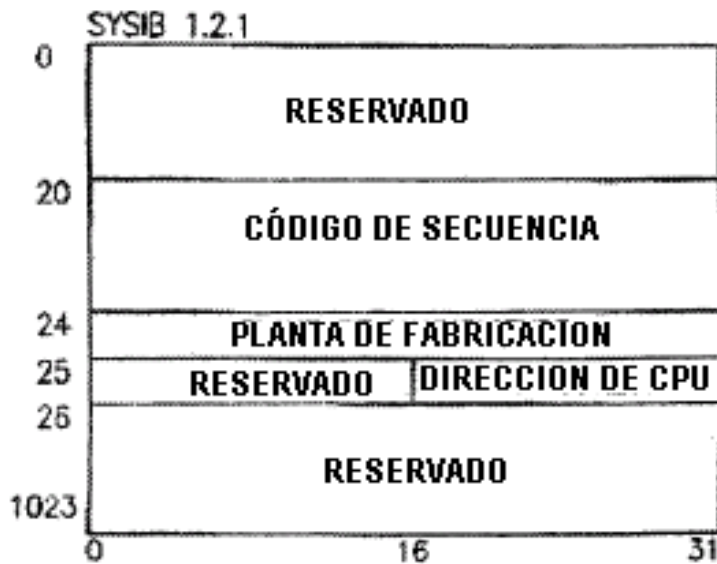 SYSIB 1.2.1
0
RESERVADO
20
CÓDIGO DE SECUENCIA
24
PLANTA DE FABRICACION
25
RESERVADO DIRECCION DE CPU
26
RESERVADO
1023
0 16 31